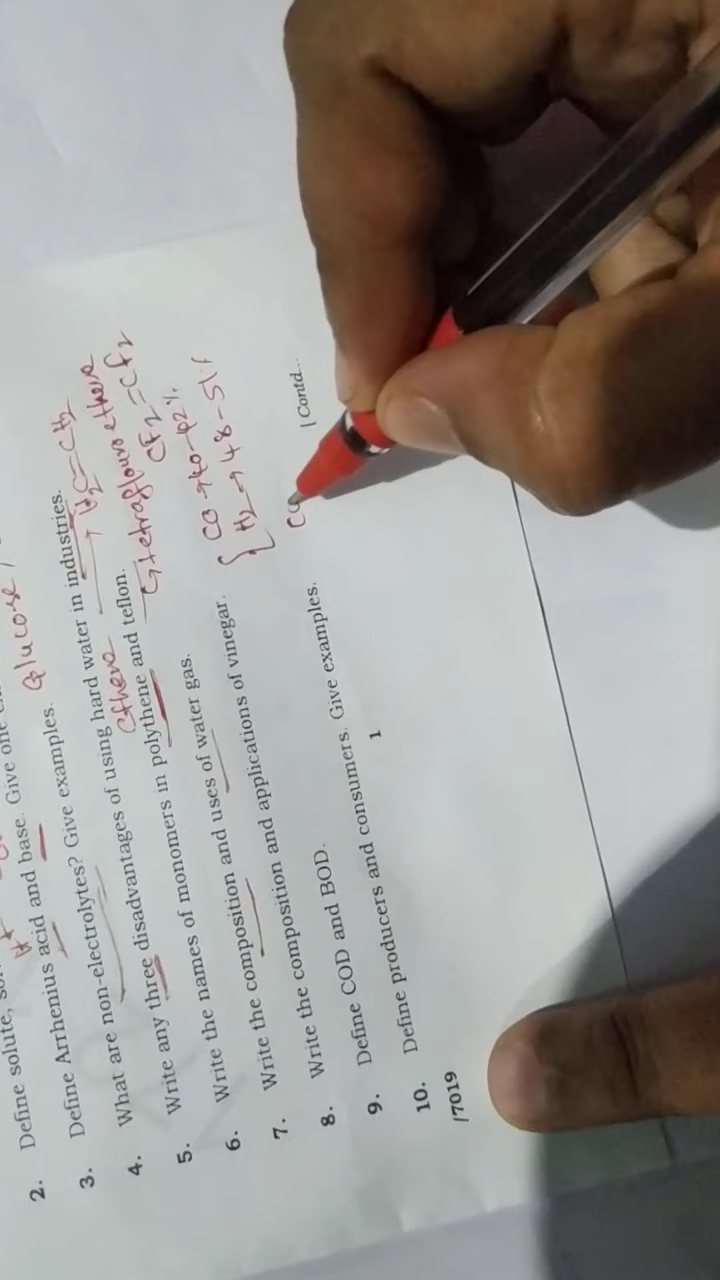 2. Define solute, so
Give one
3. Define Arrhenius acid and base. Give examples.
Glucose,
4. What are non-electrolytes? Give examples.
5. Write any three disadvantages of using hard water in industries.
Ethene → H2C=CH2
6. Write the names of monomers in polythene and teflon.
tetraflouro ethene
CF2=CF2
7. Write the composition and uses of water gas.
{ CO → 40-42%
H2 → 48-51%
8. Write the composition and applications of vinegar.
9. Define COD and BOD.
10. Define producers and consumers. Give examples.
/7019 1 [Contd...